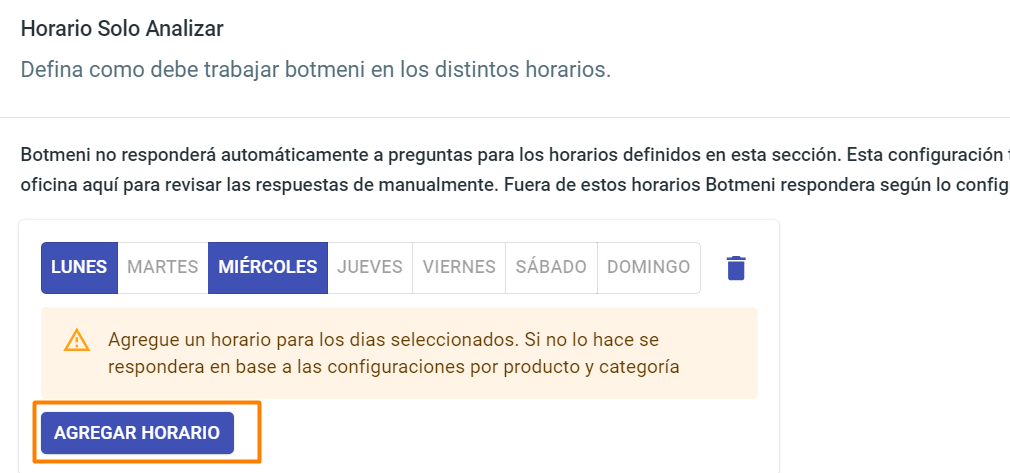 Horario Solo Analizar
Defina como debe trabajar botmeni en los distintos horarios.
Botmeni no responderá automáticamente a preguntas para los horarios definidos en esta sección. Esta configuración
oficina aquí para revisar las respuestas de manualmente. Fuera de estos horarios Botmeni respondera según lo config
LUNES MARTES MIÉRCOLES JUEVES VIERNES SÁBADO DOMINGO
Agregue un horario para los dias seleccionados. Si no lo hace se
respondera en base a las configuraciones por producto y categoría
AGREGAR HORARIO